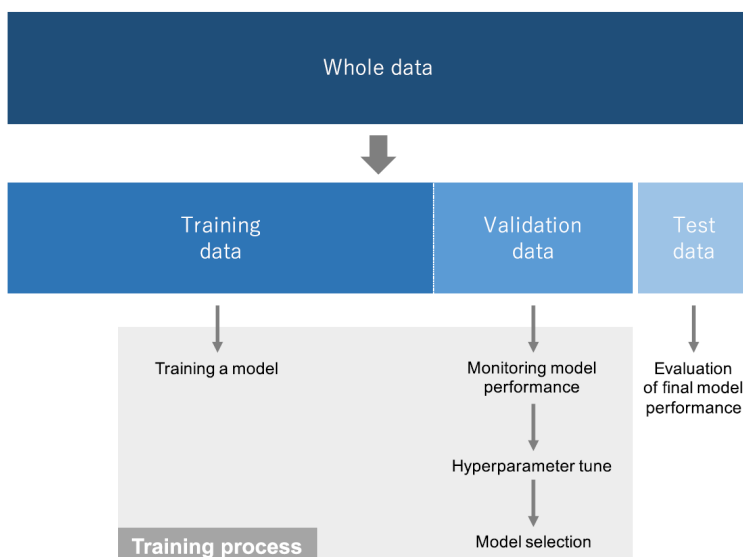 Whole data
Training
data
Validation
data
Test
data
Training a model
Monitoring model
performance
Evaluation
of final model
performance
Hyperparameter tune
Model selection
Training process